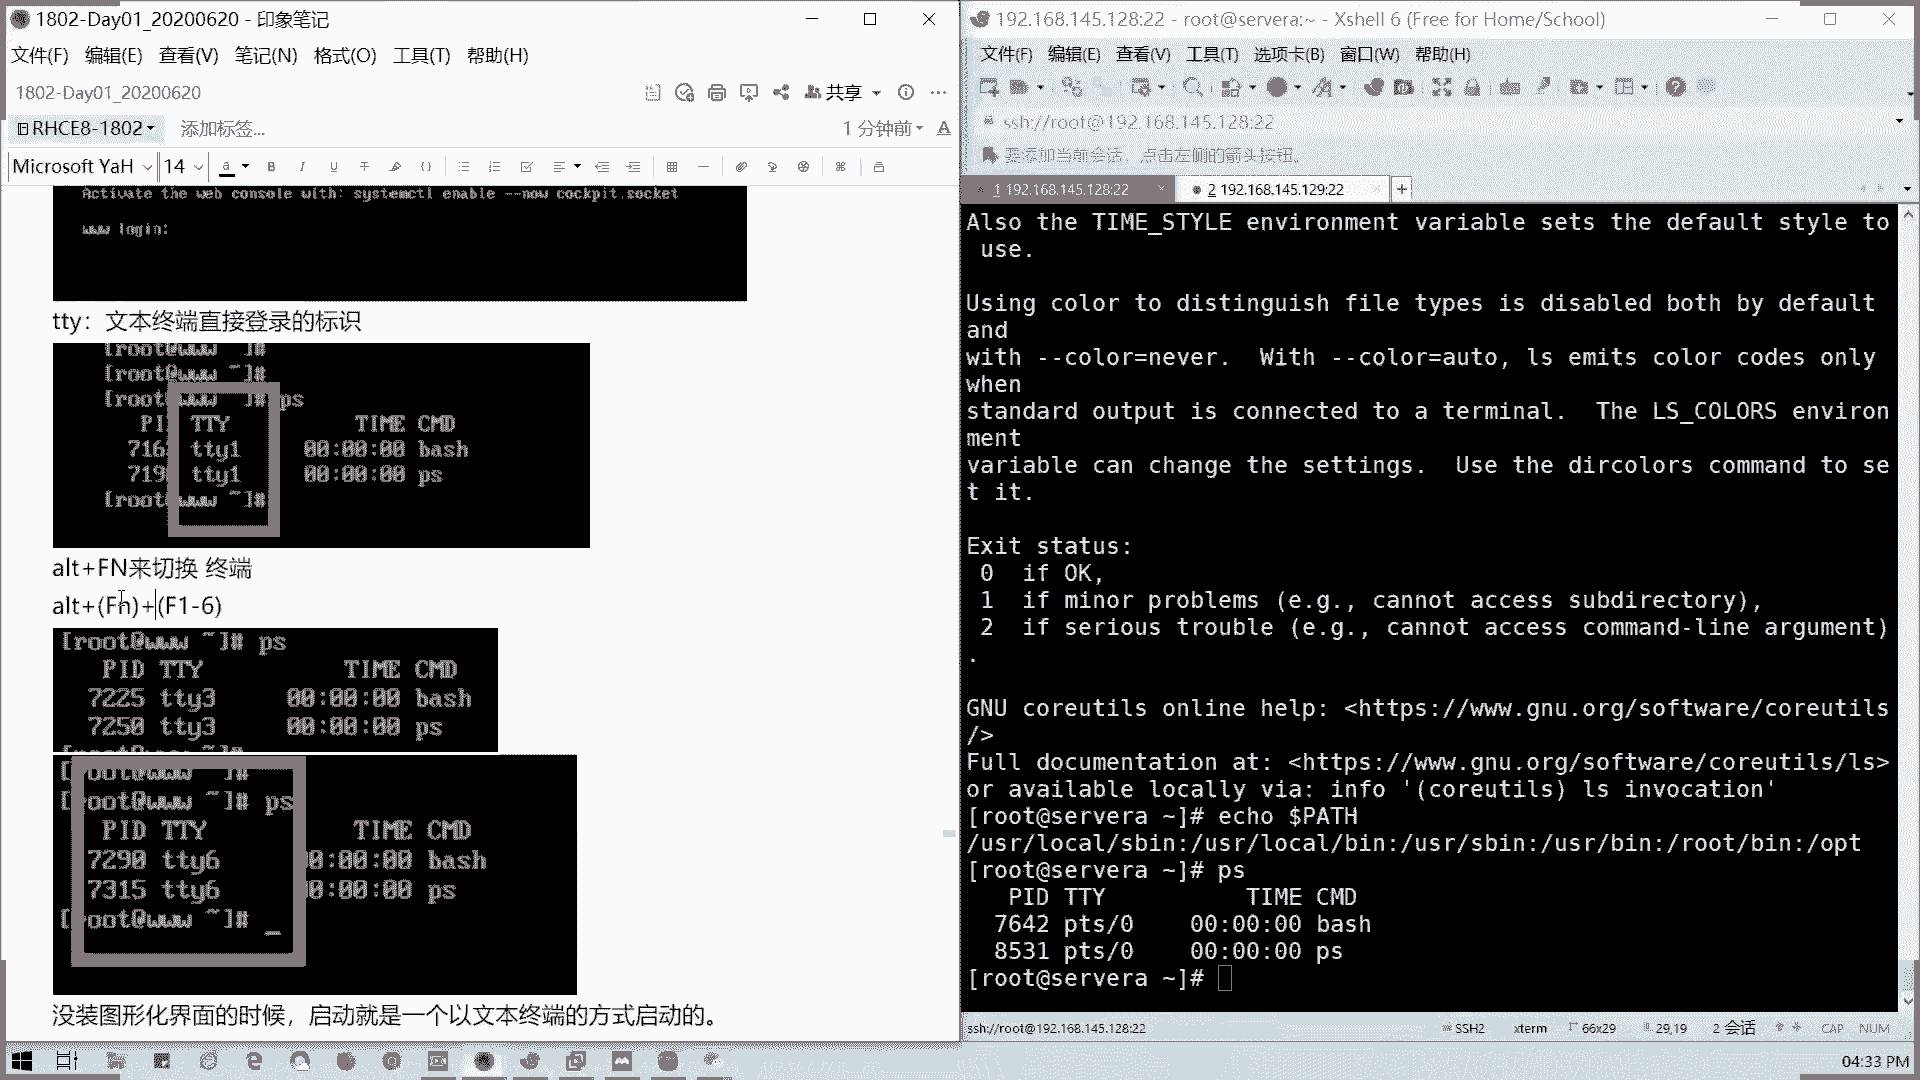 1802-Day01_20200620 - 印象笔记
文件(F) 编辑(E) 查看(V) 笔记(N) 格式(O) 工具(T) 帮助(H)
1802-Day01_20200620
共享
RHCE8-1802
添加标签...
1 分钟前
Microsoft YaH 14
Activate the web console with: systemctl enable --now cockpit.socket
www login:
tty：文本终端直接登录的标识
[root@www ~]#
[root@www ~]#
[root@www ~]# ps
PID TTY TIME CMD
716 tty1 00:00:00 bash
719 tty1 00:00:00 ps
[root@www ~]#
alt+FN来切换 终端
alt+(Fn)+(F1-6)
[root@www ~]# ps
PID TTY TIME CMD
7225 tty3 00:00:00 bash
7250 tty3 00:00:00 ps
[root@www ~]#
[root@www ~]#
[root@www ~]# ps
PID TTY TIME CMD
7290 tty6 00:00:00 bash
7315 tty6 00:00:00 ps
[root@www ~]# _
没装图形化界面的时候，启动就是一个以文本终端的方式启动的。
192.168.145.128:22 - root@servera:~ - Xshell 6 (Free for Home/School)
文件(F) 编辑(E) 查看(V) 工具(T) 选项卡(B) 窗口(W) 帮助(H)
ssh://root@192.168.145.128:22
要添加当前会话，点击左侧的箭头按钮。
1 192.168.145.128:22
2 192.168.145.129:22
Also the TIME_STYLE environment variable sets the default style to
use.
Using color to distinguish file types is disabled both by default
and
with --color=never. With --color=auto, ls emits color codes only
when
standard output is connected to a terminal. The LS_COLORS environ
ment
variable can change the settings. Use the dircolors command to se
t it.
Exit status:
0 if OK,
1 if minor problems (e.g., cannot access subdirectory),
2 if serious trouble (e.g., cannot access command-line argument)
.
GNU coreutils online help: <https://www.gnu.org/software/coreutils
/>
Full documentation at: <https://www.gnu.org/software/coreutils/ls>
or available locally via: info '(coreutils) ls invocation'
[root@servera ~]# echo $PATH
/usr/local/sbin:/usr/local/bin:/usr/sbin:/usr/bin:/root/bin:/opt
[root@servera ~]# ps
PID TTY TIME CMD
7642 pts/0 00:00:00 bash
8531 pts/0 00:00:00 ps
[root@servera ~]#
ssh://root@192.168.145.128:22 SSH2 xterm 66x29 29,19 2 会话 CAP NUM
04:33 PM